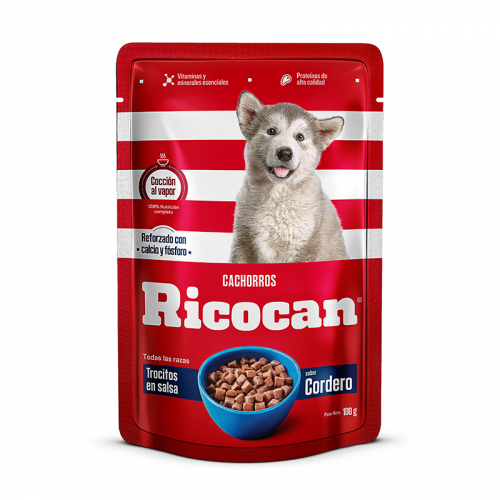 Vitaminas y
minerales esenciales
Proteínas de
alta calidad
Cocción
al vapor
100% Nutrición
completa
Reforzado con
• calcio y fósforo •
CACHORROS
Ricocan®
Todas las razas
Trocitos
en salsa
sabor
Cordero
Peso Neto 100 g